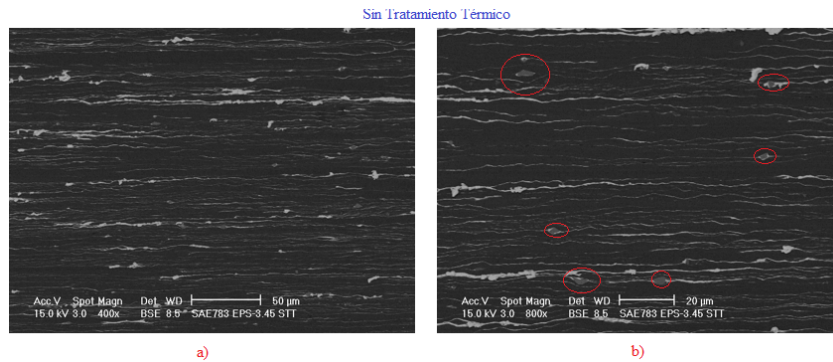 Sin Tratamiento Térmico
Acc.V Spot Magn Det WD 50 µm
15.0 kV 3.0 400x BSE 8.5 SAE783 EPS-3.45 STT
Acc.V Spot Magn Det WD 20 µm
15.0 kV 3.0 800x BSE 8.5 SAE783 EPS-3.45 STT
a)
b)